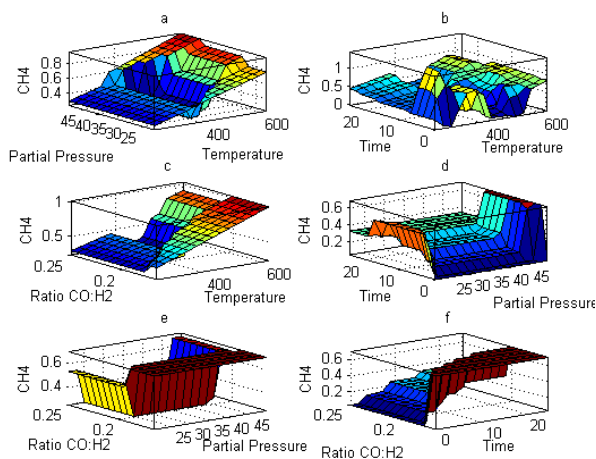 a
0.8
0.6
0.4
CH4
45
40
35
30
25
400
600
Partial Pressure
Temperature
b
1
0.5
0
CH4
20
10
0
400
600
Time
Temperature
c
1
0.5
CH4
0.25
0.2
400
600
Ratio CO:H2
Temperature
d
0.6
0.4
0.2
CH4
20
10
0
25 30 35 40 45
Time
Partial Pressure
e
0.6
0.4
CH4
0.25
0.2
25 30 35 40 45
Ratio CO:H2
Partial Pressure
f
0.6
0.4
0.2
CH4
0.25
0.2
0
10
20
Ratio CO:H2
Time